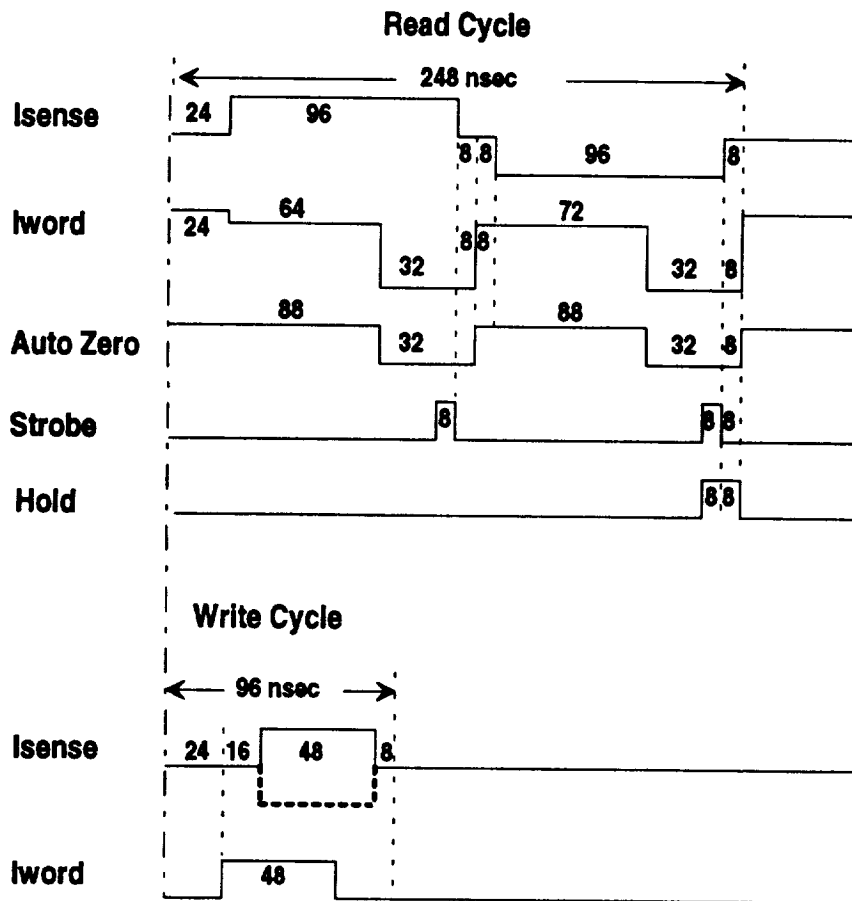 Read Cycle
248 nsec
Isense 24 96 8 8 96 8
Iword 24 64 32 8 8 72 32 8
Auto Zero 88 32 88 32 8
Strobe 8 8 8
Hold 8 8
Write Cycle
96 nsec
Isense 24 16 48 8
Iword 48